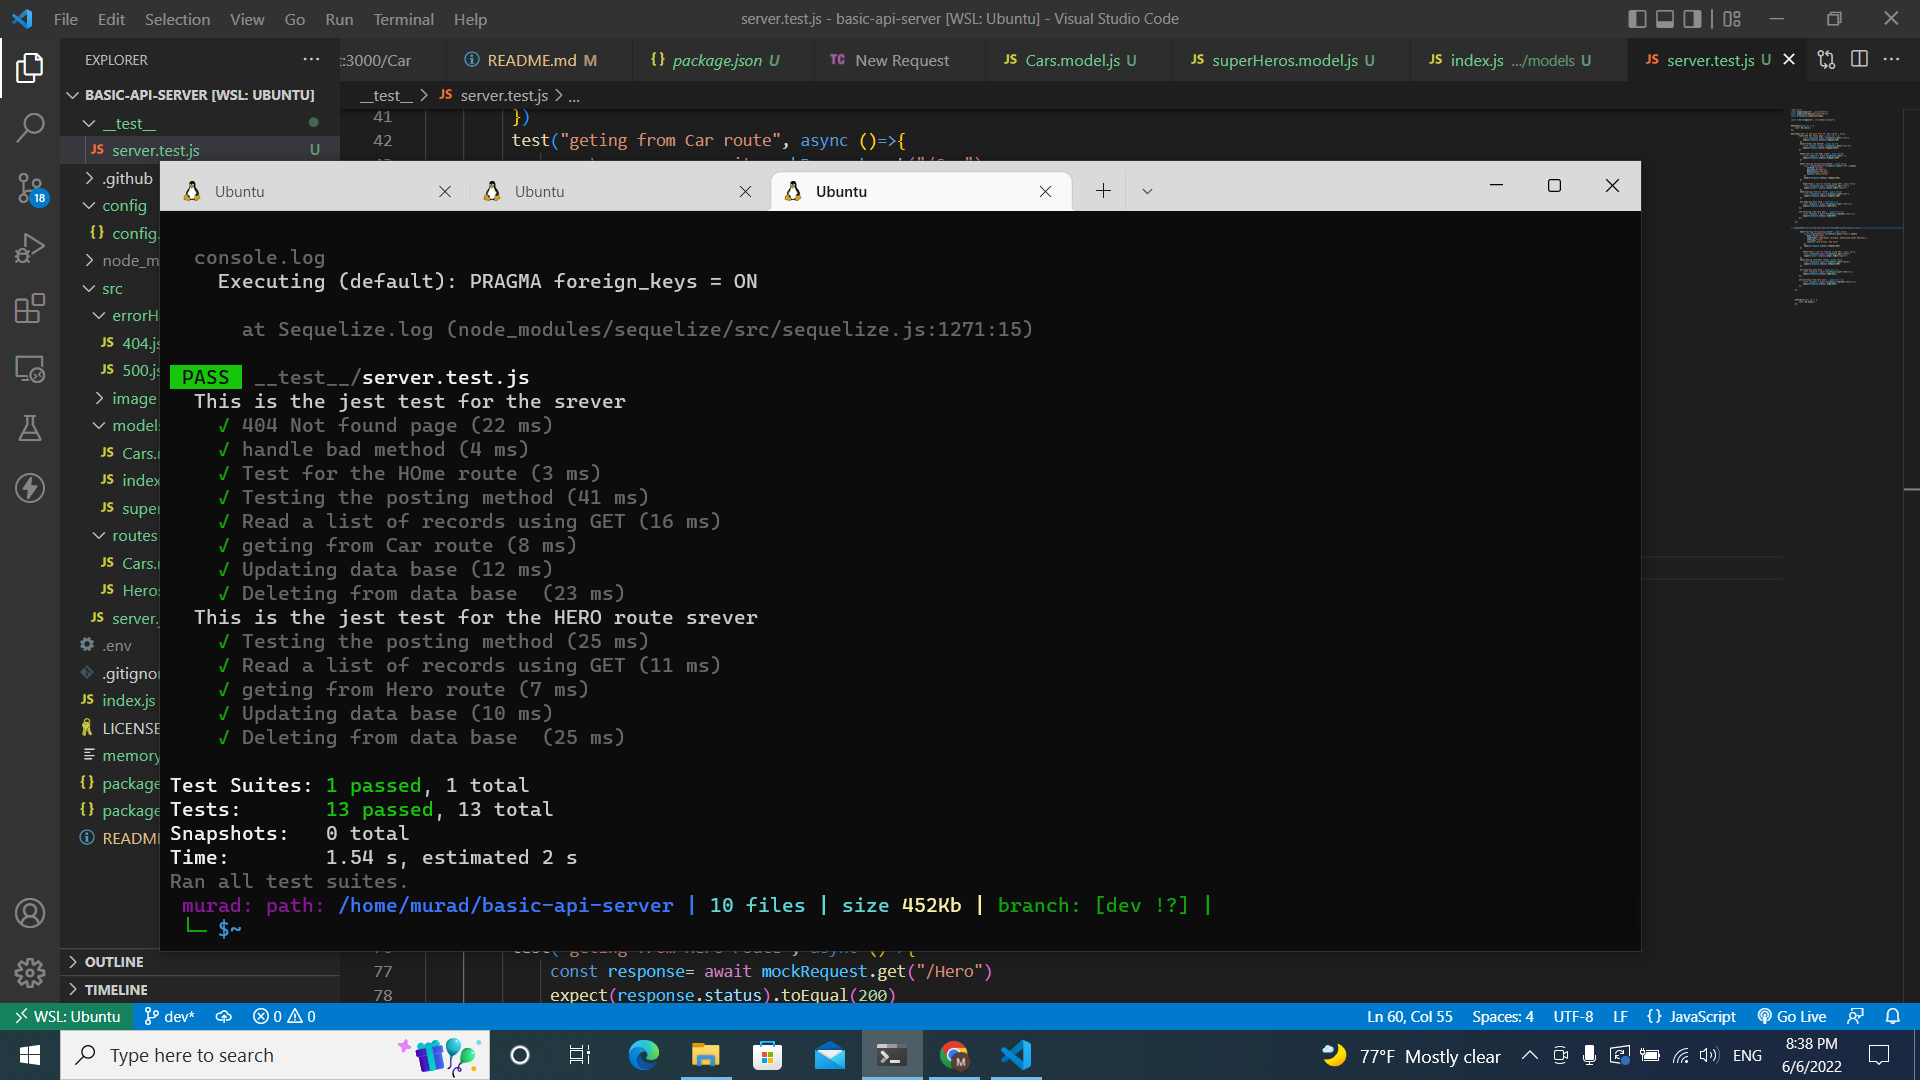 File Edit Selection View Go Run Terminal Help
server.test.js - basic-api-server [WSL: Ubuntu] - Visual Studio Code
EXPLORER
t:3000/Car
README.md M
{} package.json U
TC New Request
JS Cars.model.js U
JS superHeros.model.js U
JS index.js .../models U
JS server.test.js U
BASIC-API-SERVER [WSL: UBUNTU]
__test__ > JS server.test.js > ...
__test__
JS server.test.js U
.github
config
{} config.
node_m
src
errorH
JS 404.js
JS 500.js
image
model
JS Cars.
JS index
JS super
routes
JS Cars.
JS Heros
JS server.
.env
.gitigno
JS index.js
LICENSE
memory
{} package
{} package
README
OUTLINE
TIMELINE
18
41 })
42 test("geting from Car route", async ()=>{
Ubuntu
Ubuntu
Ubuntu
console.log
Executing (default): PRAGMA foreign_keys = ON
at Sequelize.log (node_modules/sequelize/src/sequelize.js:1271:15)
PASS __test__/server.test.js
This is the jest test for the srever
✓ 404 Not found page (22 ms)
✓ handle bad method (4 ms)
✓ Test for the HOme route (3 ms)
✓ Testing the posting method (41 ms)
✓ Read a list of records using GET (16 ms)
✓ geting from Car route (8 ms)
✓ Updating data base (12 ms)
✓ Deleting from data base  (23 ms)
This is the jest test for the HERO route srever
✓ Testing the posting method (25 ms)
✓ Read a list of records using GET (11 ms)
✓ geting from Hero route (7 ms)
✓ Updating data base (10 ms)
✓ Deleting from data base  (25 ms)
Test Suites: 1 passed, 1 total
Tests: 13 passed, 13 total
Snapshots: 0 total
Time: 1.54 s, estimated 2 s
Ran all test suites.
murad: path: /home/murad/basic-api-server | 10 files | size 452Kb | branch: [dev !?] |
└─ $~
77 const response= await mockRequest.get("/Hero")
78 expect(response.status).toEqual(200)
WSL: Ubuntu dev* 0 0 Ln 60, Col 55 Spaces: 4 UTF-8 LF {} JavaScript Go Live
Type here to search
77°F Mostly clear
ENG
8:38 PM
6/6/2022